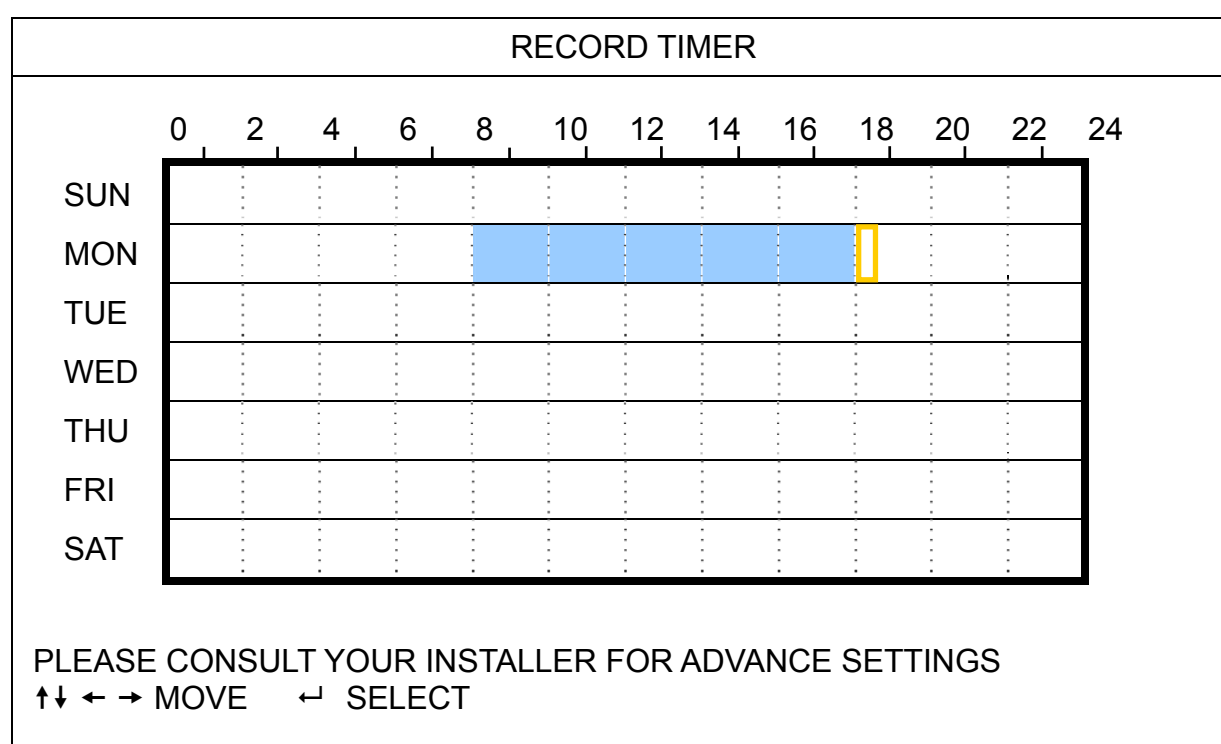 RECORD TIMER
0 2 4 6 8 10 12 14 16 18 20 22 24
SUN
MON
TUE
WED
THU
FRI
SAT
PLEASE CONSULT YOUR INSTALLER FOR ADVANCE SETTINGS
↑↓ ← → MOVE ↵ SELECT